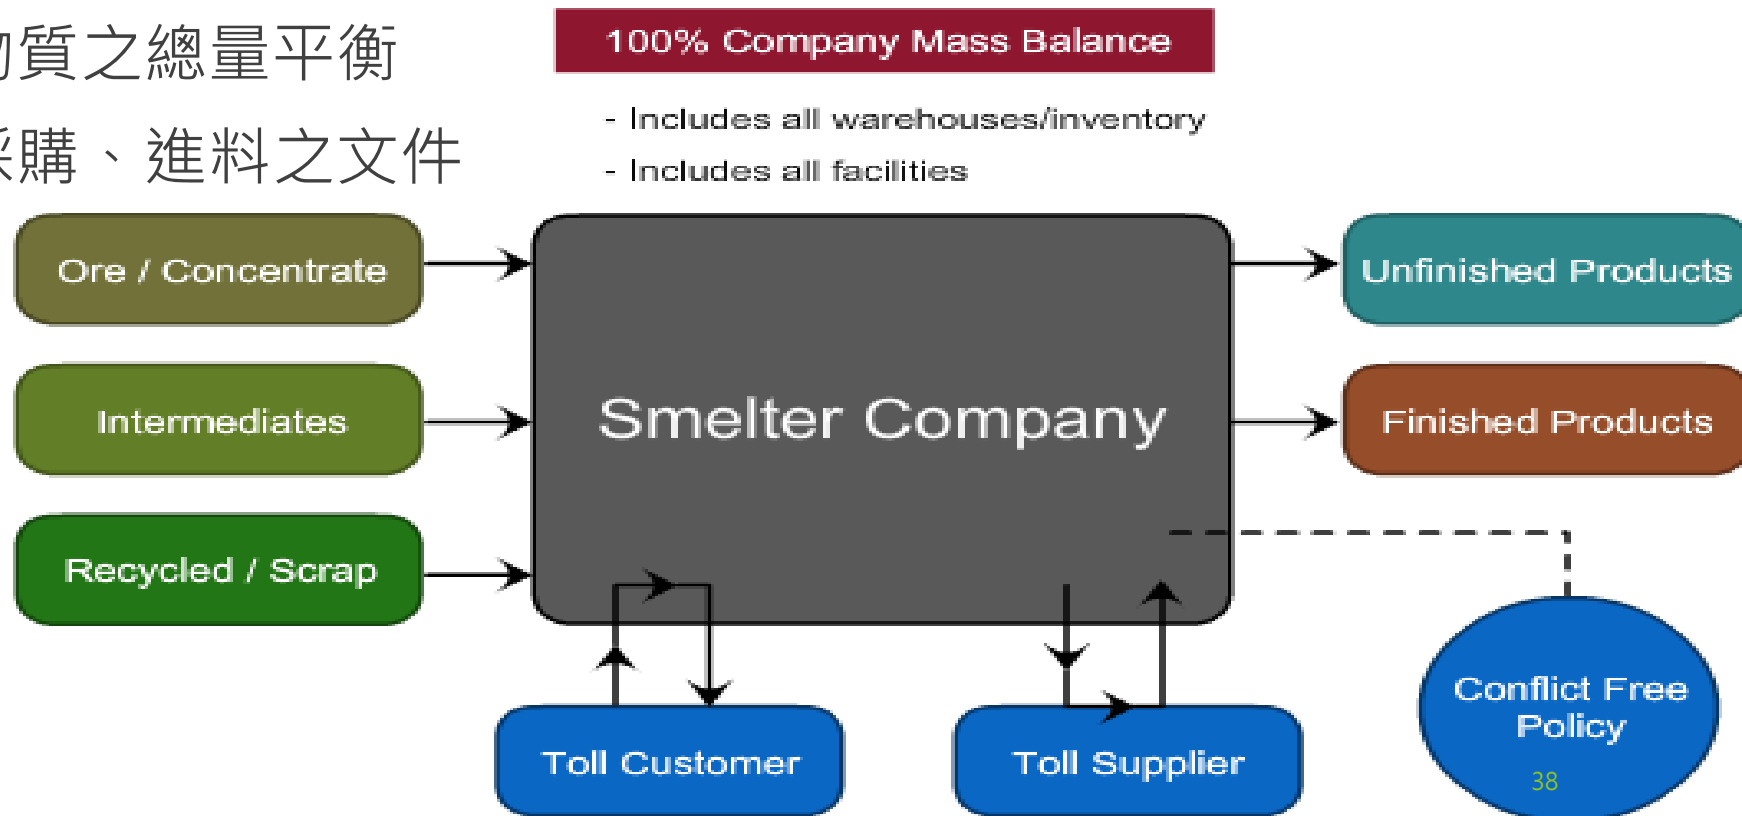 物質之總量平衡
採購、進料之文件
100% Company Mass Balance
- Includes all warehouses/inventory
- Includes all facilities
Ore / Concentrate
Intermediates
Recycled / Scrap
Smelter Company
Unfinished Products
Finished Products
Toll Customer
Toll Supplier
Conflict Free
Policy
38